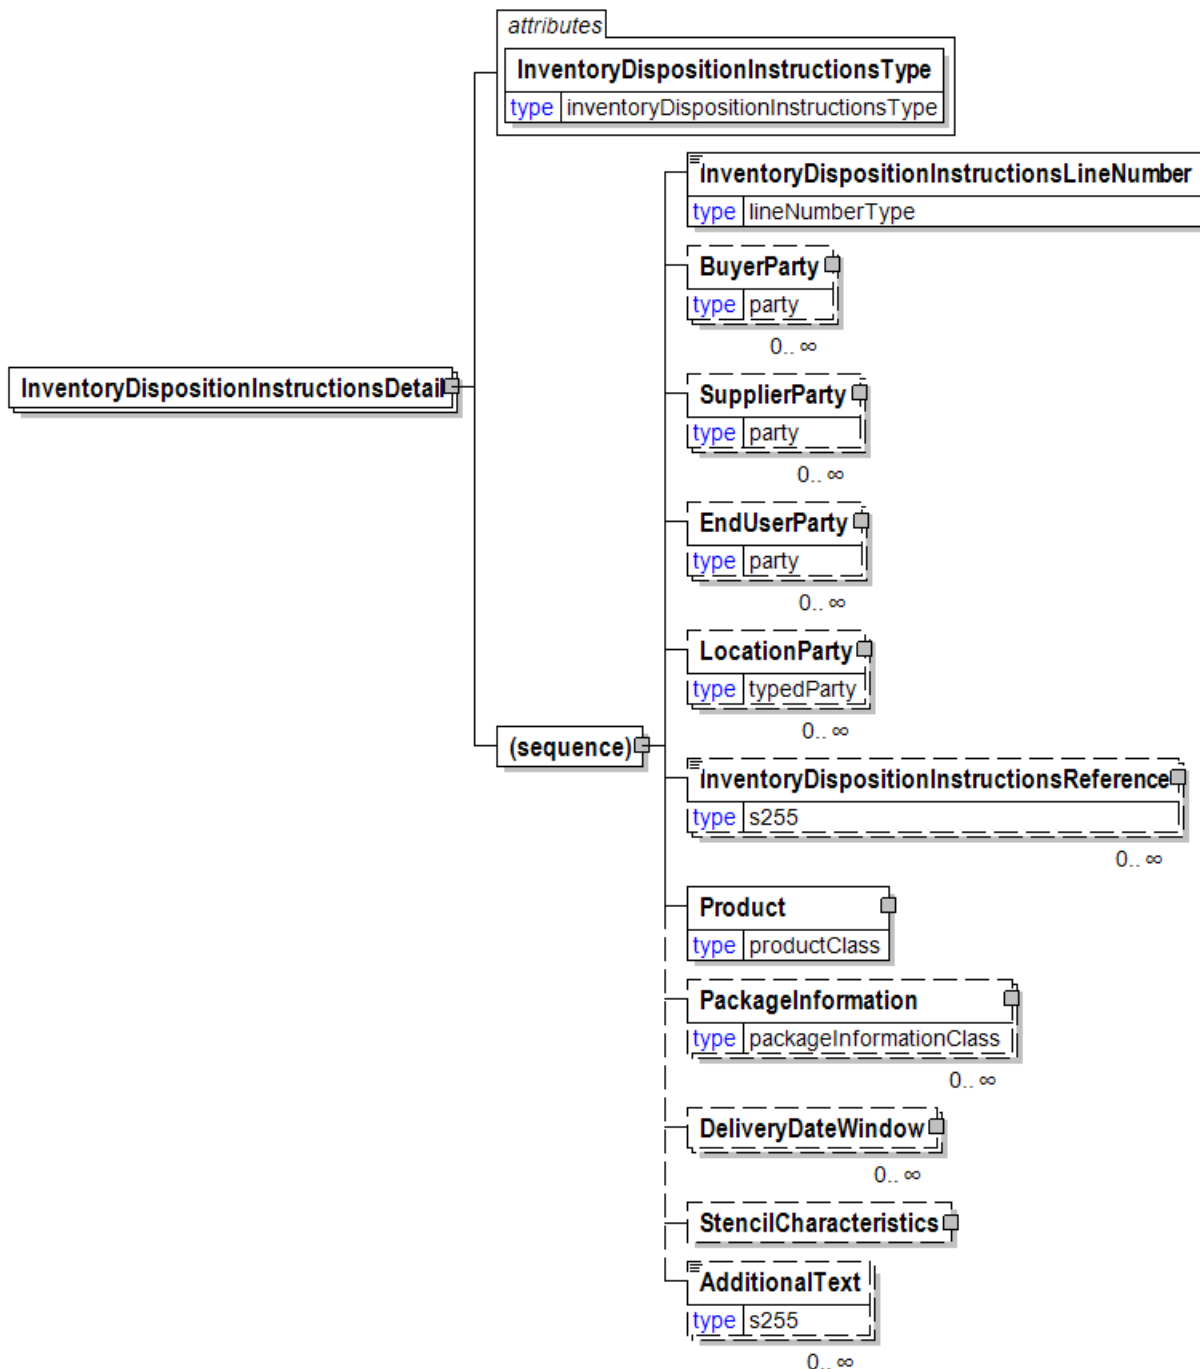 attributes
InventoryDispositionInstructionsType
type inventoryDispositionInstructionsType
InventoryDispositionInstructionsLineNumber
type lineNumberType
BuyerParty
type party
0.. ∞
InventoryDispositionInstructionsDetail
SupplierParty
type party
0.. ∞
EndUserParty
type party
0.. ∞
LocationParty
type typedParty
0.. ∞
(sequence)
InventoryDispositionInstructionsReference
type s255
0.. ∞
Product
type productClass
PackageInformation
type packageInformationClass
0.. ∞
DeliveryDateWindow
0.. ∞
StencilCharacteristics
AdditionalText
type s255
0.. ∞